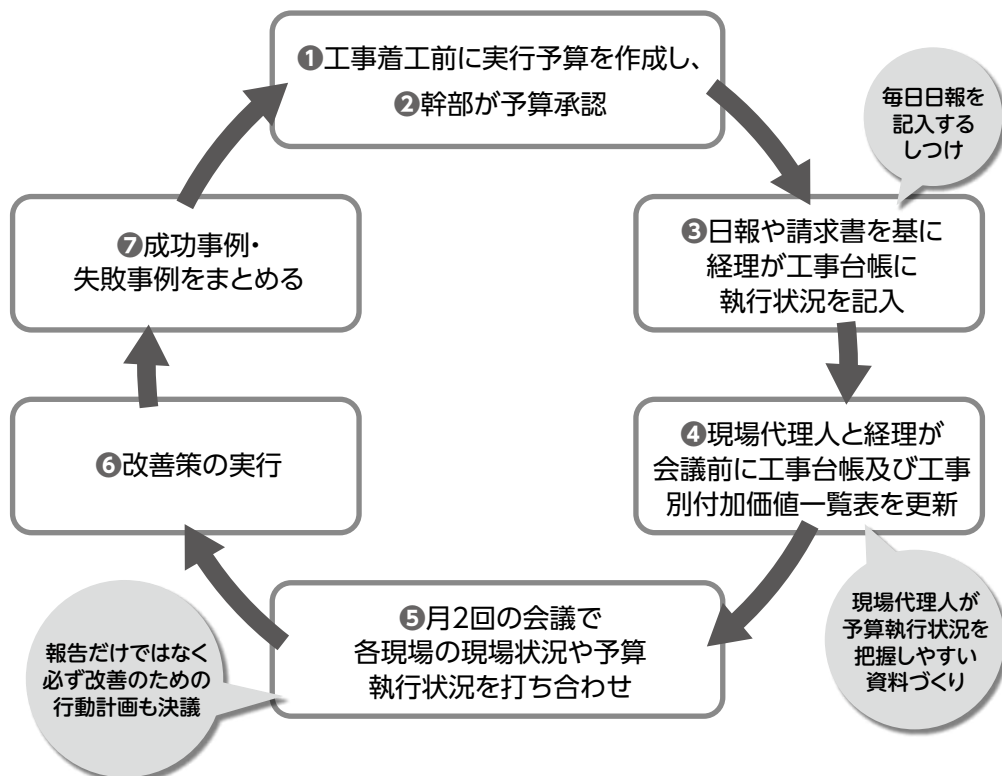 ❶工事着工前に実行予算を作成し、
❷幹部が予算承認
毎日日報を
記入する
しつけ
❸日報や請求書を基に
経理が工事台帳に
執行状況を記入
❹現場代理人と経理が
会議前に工事台帳及び工事
別付加価値一覧表を更新
現場代理人が
予算執行状況を
把握しやすい
資料づくり
❺月2回の会議で
各現場の現場状況や予算
執行状況を打ち合わせ
報告だけではなく
必ず改善のための
行動計画も決議
❻改善策の実行
❼成功事例・
失敗事例をまとめる